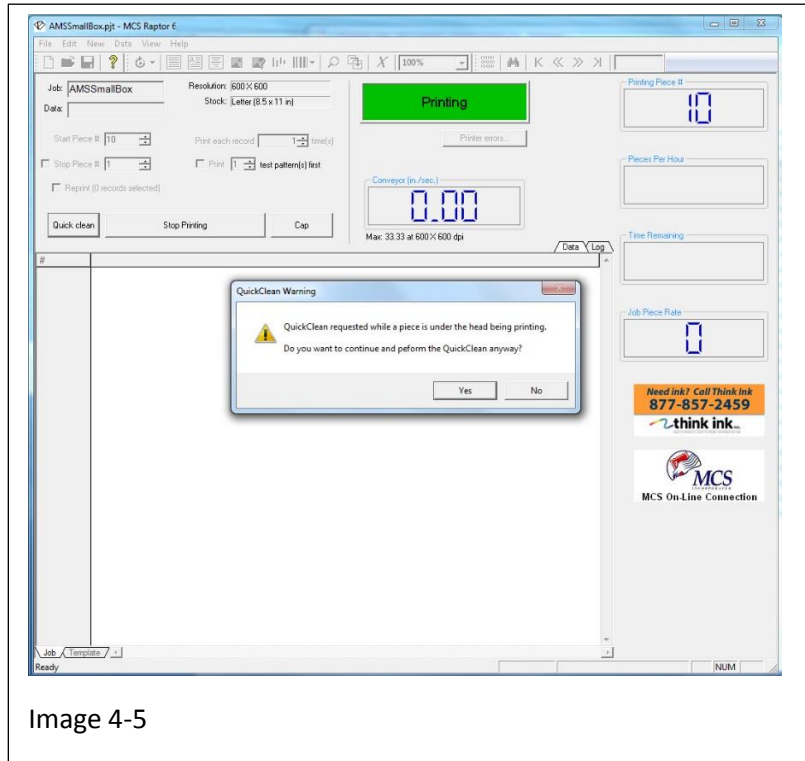 AMSSmallBox.pjt - MCS Raptor 6
File Edit New Data View Help
100%
Job: AMSSmallBox
Data:
Resolution: 600 X 600
Stock: Letter (8.5 x 11 in)
Printing
Printing Piece #
10
Start Piece #: 10
Print each record 1 time(s)
Printer errors...
Stop Piece #: 1
Print 1 test pattern(s) first
Pieces Per Hour
Reprint (0 records selected)
Conveyor (in./sec.)
0.00
Quick clean
Stop Printing
Cap
Max: 33.33 at 600 X 600 dpi
Data
Log
Time Remaining
#
QuickClean Warning
QuickClean requested while a piece is under the head being printing.
Do you want to continue and peform the QuickClean anyway?
Yes
No
Job Piece Rate
0
Need ink? Call Think Ink
877-857-2459
think ink
MCS
MCS On-Line Connection
Job
Template
Ready
NUM
Image 4-5